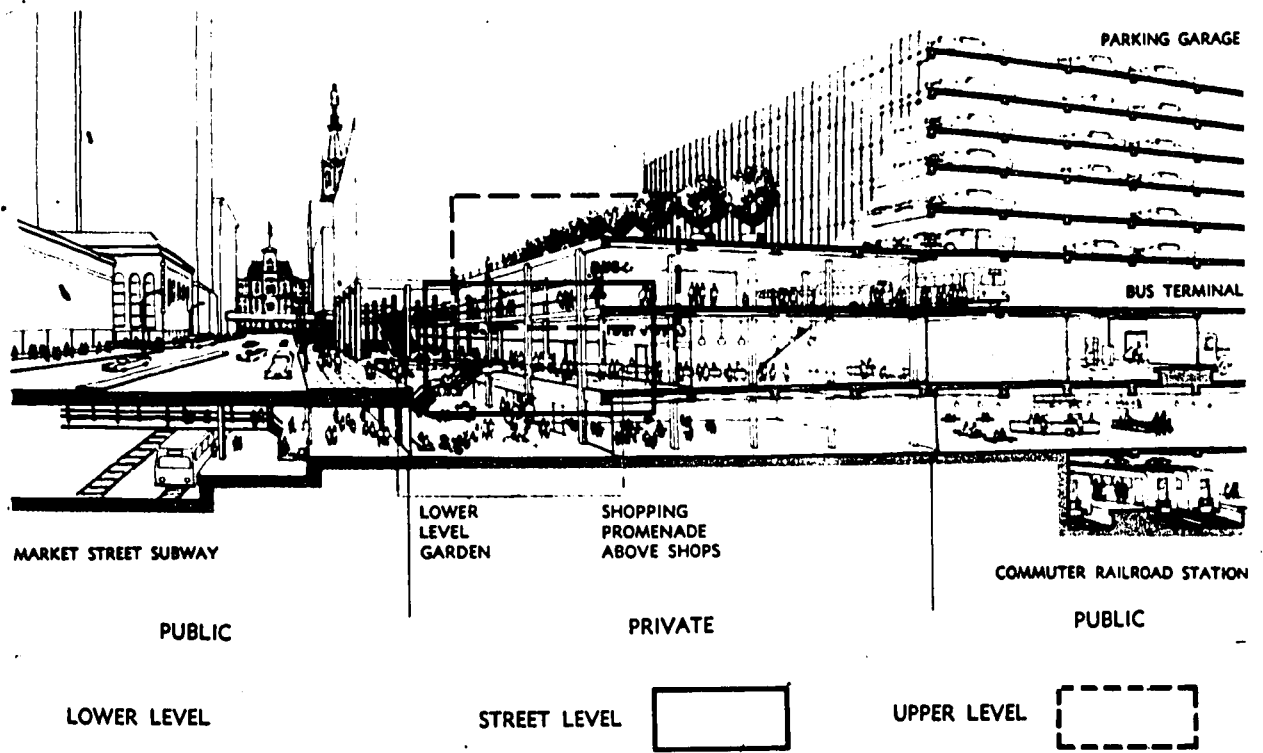 PARKING GARAGE
BUS TERMINAL
LOWER
LEVEL
GARDEN
SHOPPING
PROMENADE
ABOVE SHOPS
MARKET STREET SUBWAY
COMMUTER RAILROAD STATION
PUBLIC
PRIVATE
PUBLIC
LOWER LEVEL
STREET LEVEL
UPPER LEVEL